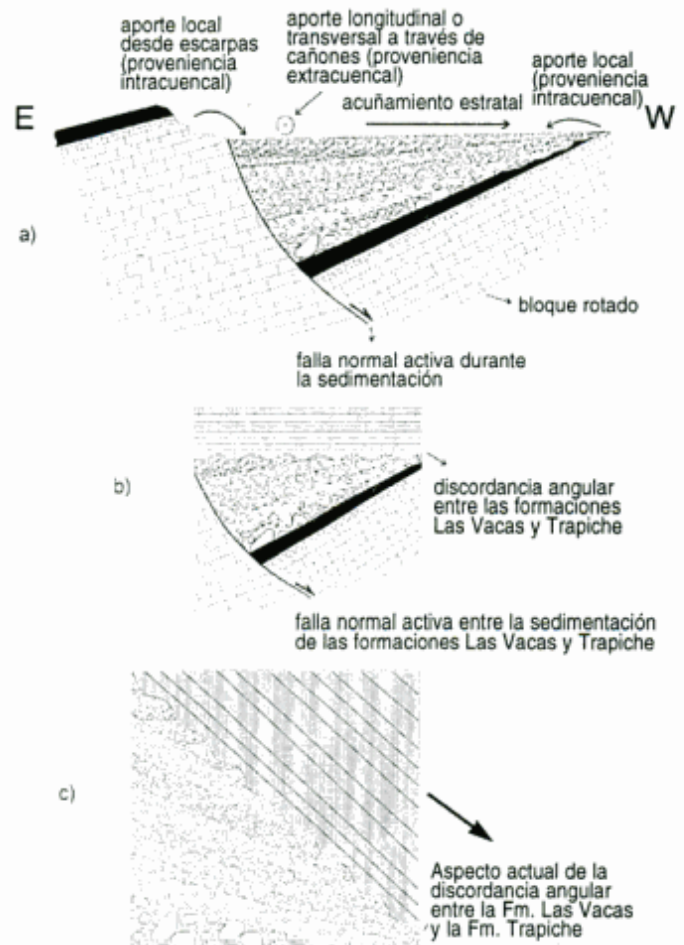 aporte local
desde escarpas
(proveniencia
intracuencal)
aporte longitudinal o
transversal a través de
cañones (proveniencia
extracuencal)
aporte local
(proveniencia
intracuencal)
acuñamiento estratal
E
W
a)
bloque rotado
falla normal activa durante
la sedimentación
b)
discordancia angular
entre las formaciones
Las Vacas y Trapiche
falla normal activa entre la sedimentación
de las formaciones Las Vacas y Trapiche
c)
Aspecto actual de la
discordancia angular
entre la Fm. Las Vacas
y la Fm. Trapiche